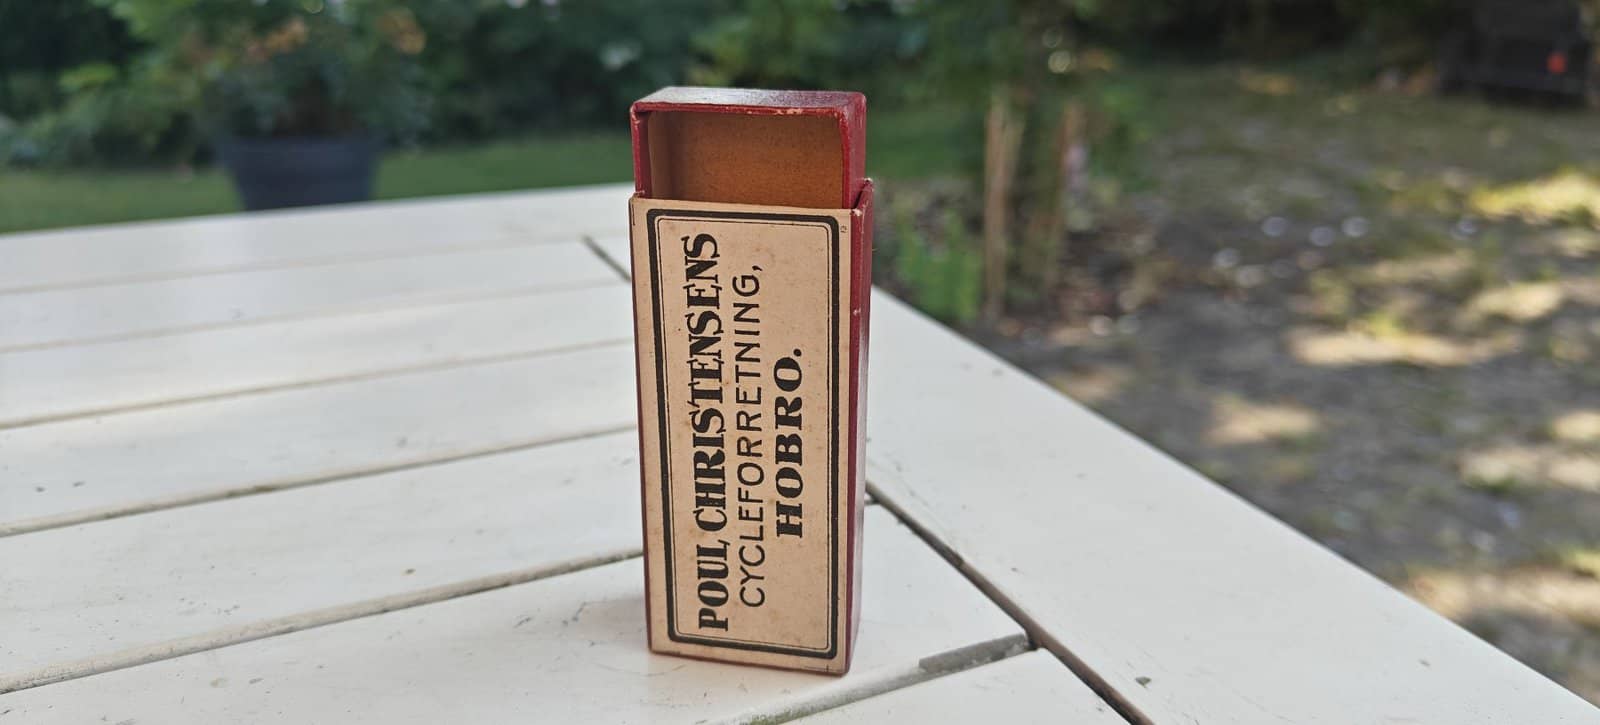 POUL CHRISTENSENS
CYCLEFORRETNING,
HOBRO.